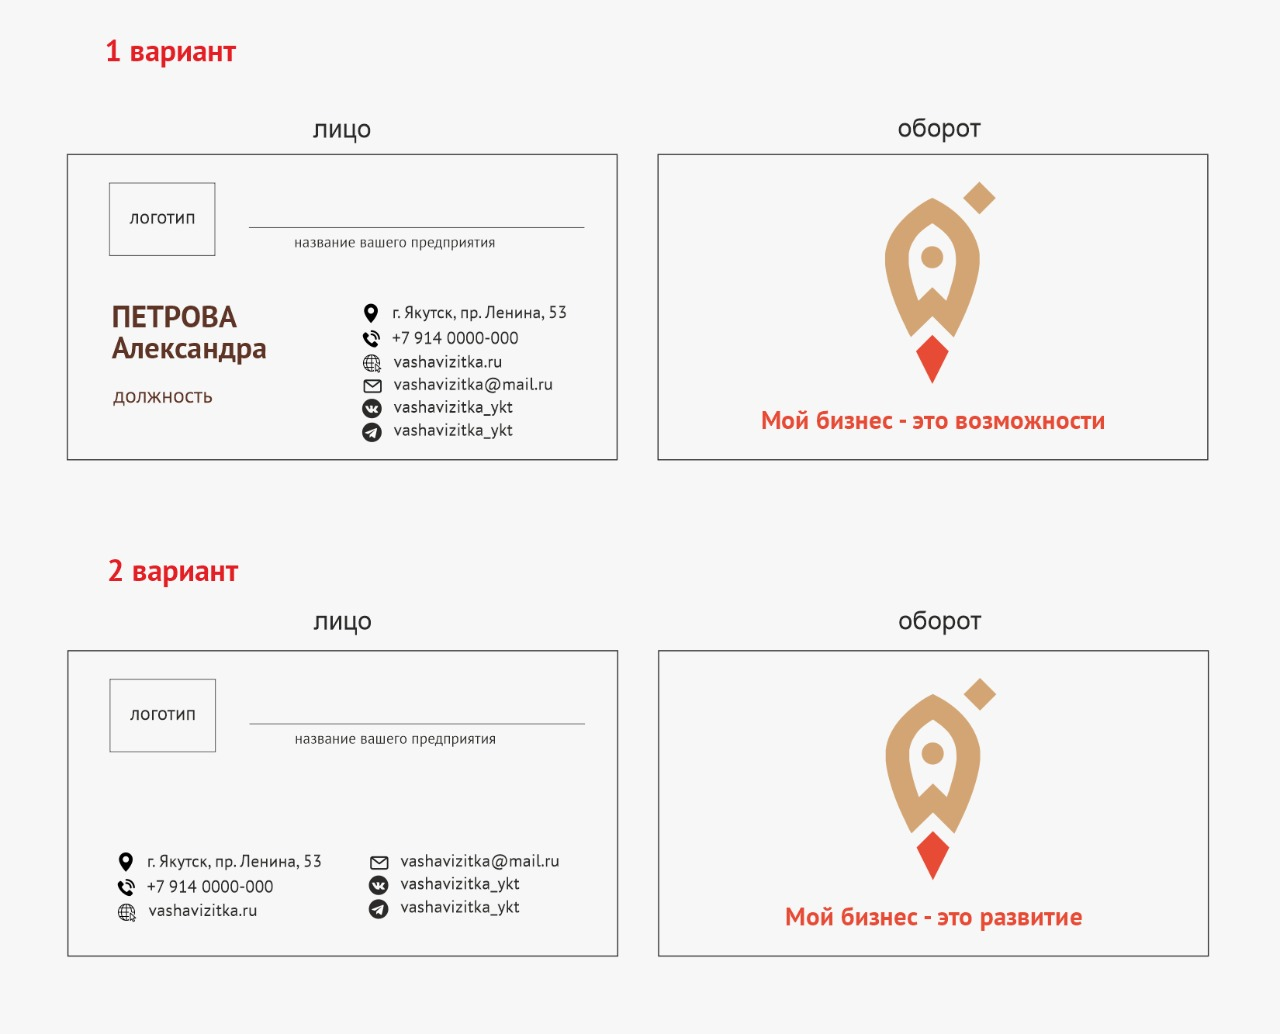 1 вариант
лицо
оборот
логотип
название вашего предприятия
ПЕТРОВА
Александра
должность
г. Якутск, пр. Ленина, 53
+7 914 0000-000
vashavizitka.ru
vashavizitka@mail.ru
vashavizitka_ykt
vashavizitka_ykt
Мой бизнес - это возможности
2 вариант
лицо
оборот
логотип
название вашего предприятия
г. Якутск, пр. Ленина, 53
+7 914 0000-000
vashavizitka.ru
vashavizitka@mail.ru
vashavizitka_ykt
vashavizitka_ykt
Мой бизнес - это развитие